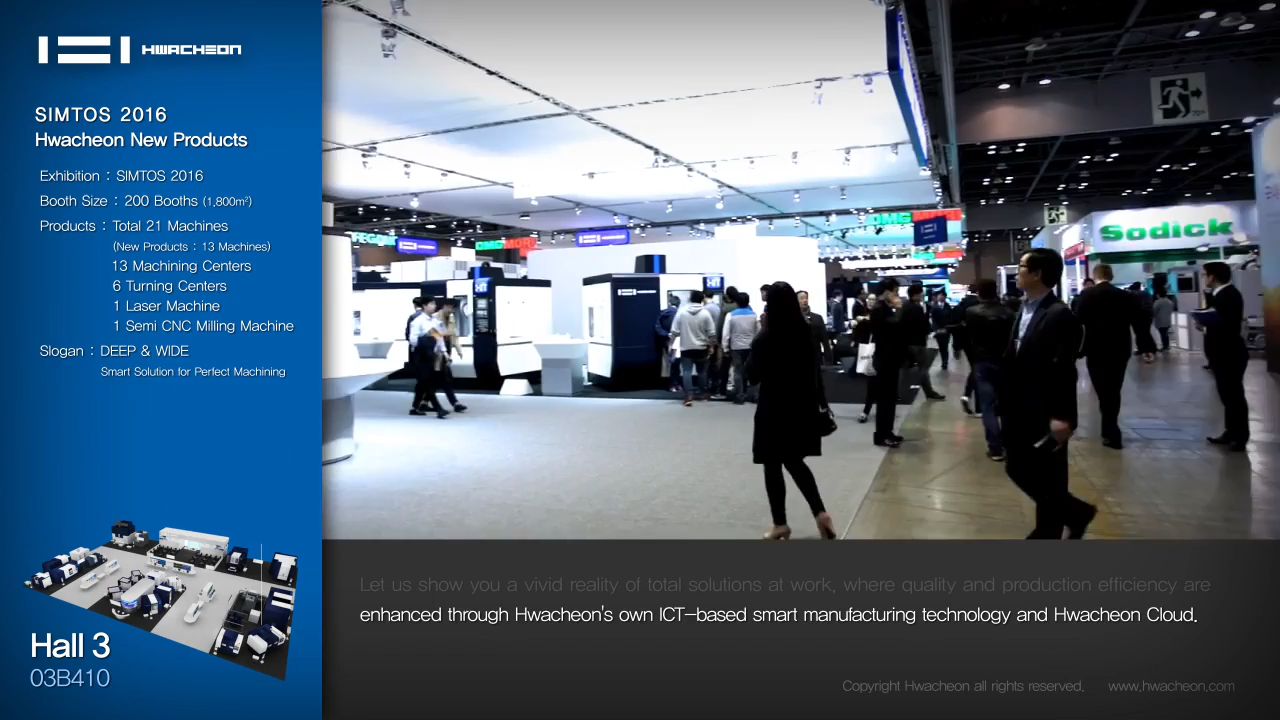 HWACHEON
SIMTOS 2016
Hwacheon New Products
Exhibition : SIMTOS 2016
Booth Size : 200 Booths (1,800m²)
Products : Total 21 Machines
(New Products : 13 Machines)
13 Machining Centers
6 Turning Centers
1 Laser Machine
1 Semi CNC Milling Machine
Slogan : DEEP & WIDE
Smart Solution for Perfect Machining
Hall 3
03B410
DMG MORI
DMG MORI
Sodick
Let us show you a vivid reality of total solutions at work, where quality and production efficiency are
enhanced through Hwacheon's own ICT-based smart manufacturing technology and Hwacheon Cloud.
Copyright Hwacheon all rights reserved. www.hwacheon.com